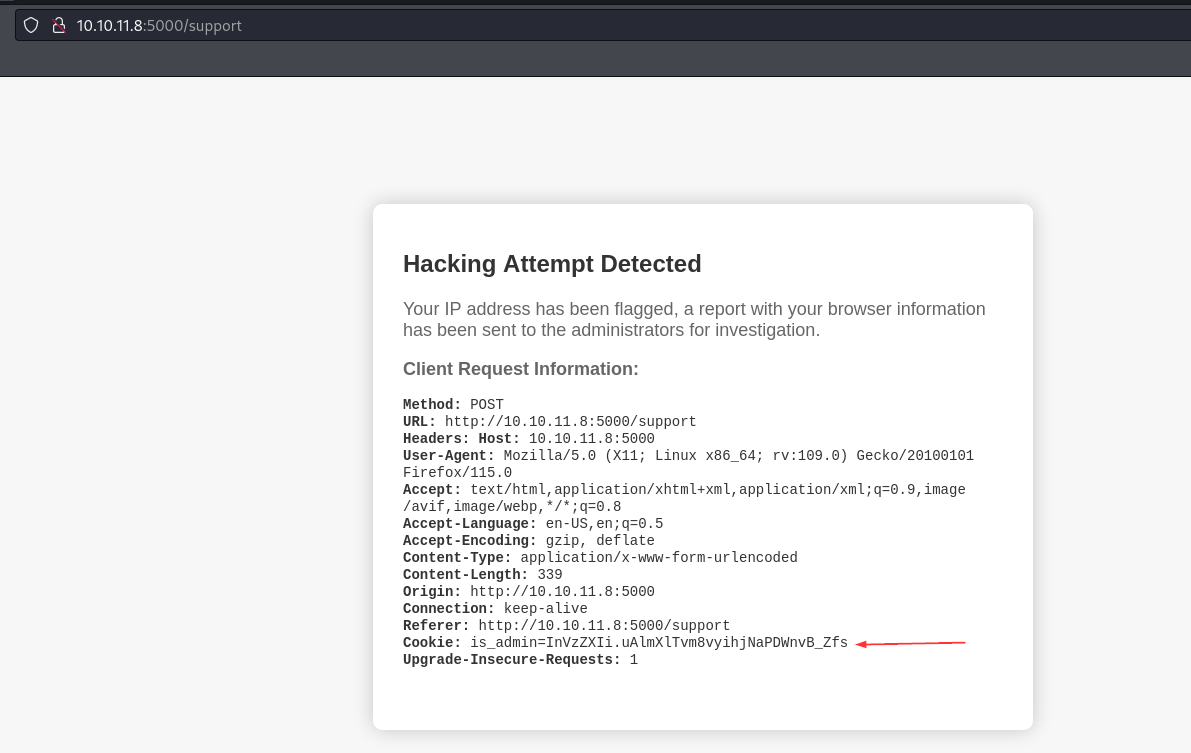 10.10.11.8:5000/support
Hacking Attempt Detected
Your IP address has been flagged, a report with your browser information
has been sent to the administrators for investigation.
Client Request Information:
Method: POST
URL: http://10.10.11.8:5000/support
Headers: Host: 10.10.11.8:5000
User-Agent: Mozilla/5.0 (X11; Linux x86_64; rv:109.0) Gecko/20100101
Firefox/115.0
Accept: text/html,application/xhtml+xml,application/xml;q=0.9,image
/avif,image/webp,*/*;q=0.8
Accept-Language: en-US,en;q=0.5
Accept-Encoding: gzip, deflate
Content-Type: application/x-www-form-urlencoded
Content-Length: 339
Origin: http://10.10.11.8:5000
Connection: keep-alive
Referer: http://10.10.11.8:5000/support
Cookie: is_admin=InVzZXIi.uAlmXlTvm8vyihjNaPDWnvB_Zfs
Upgrade-Insecure-Requests: 1